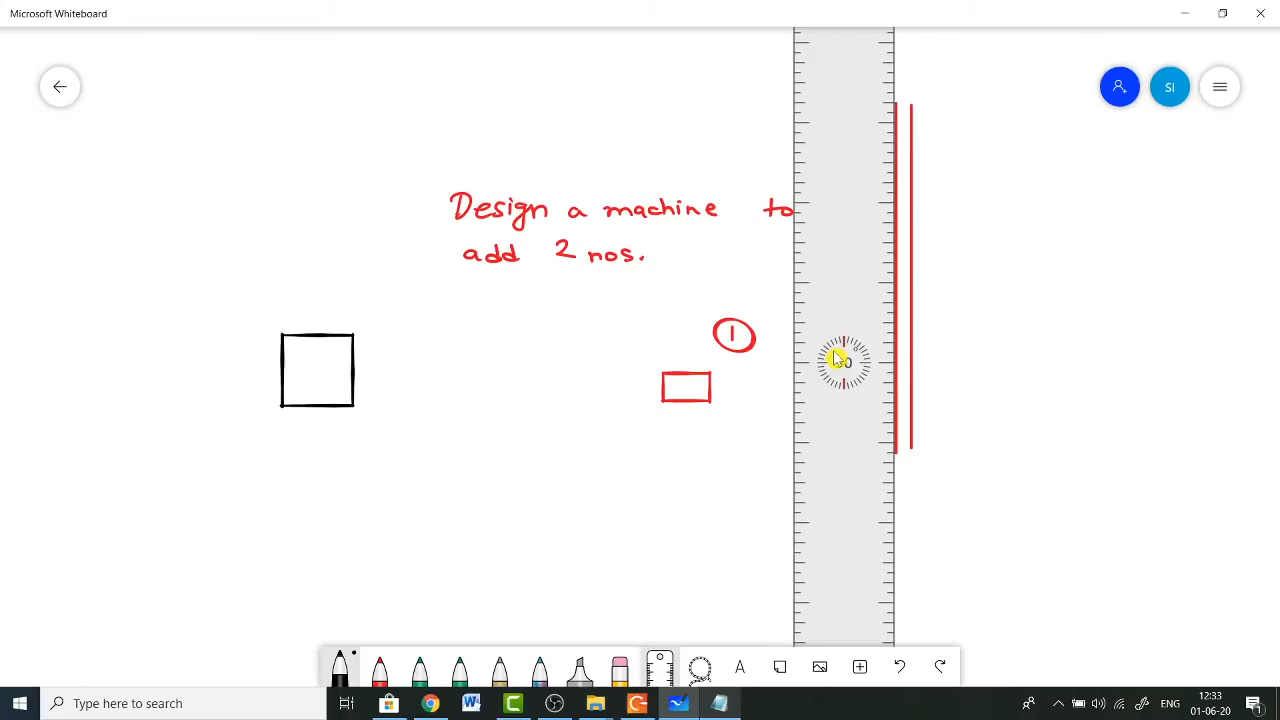 Microsoft Whiteboard
SI
Design a machine to
add 2 nos.
1
Type here to search
ENG
12:33
01-06-20